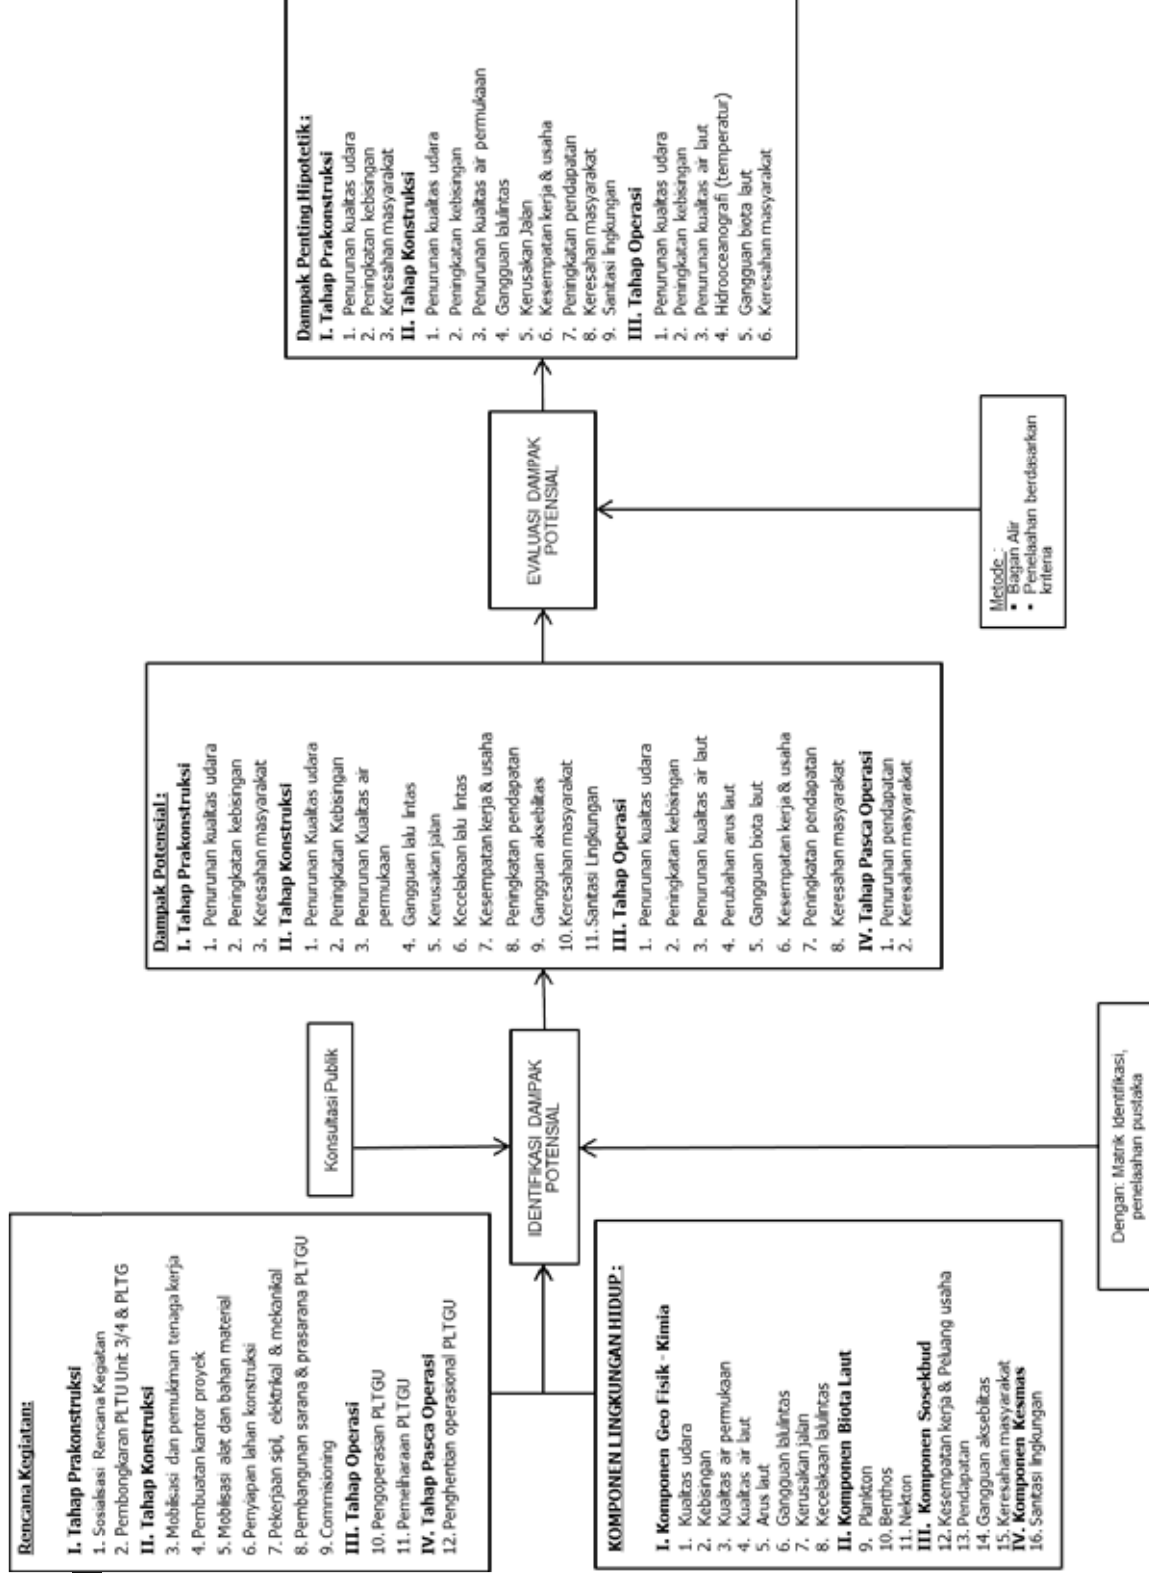 Rencana Kegiatan:
I. Tahap Prakonstruksi
1. Sosialisasi Rencana Kegiatan
2. Pembongkaran PLTU Unit 3/4 & PLTG
II. Tahap Konstruksi
3. Mobilisasi dan pemukiman tenaga kerja
4. Pembuatan kantor proyek
5. Mobilisasi alat dan bahan material
6. Penyiapan lahan konstruksi
7. Pekerjaan sipil, elektrikal & mekanikal
8. Pembangunan sarana & prasarana PLTGU
9. Commisioning
III. Tahap Operasi
10. Pengoperasian PLTGU
11. Pemeliharaan PLTGU
IV. Tahap Pasca Operasi
12. Penghentian operasional PLTGU
KOMPONEN LINGKUNGAN HIDUP :
I. Komponen Geo Fisik - Kimia
1. Kualitas udara
2. Kebisingan
3. Kualitas air permukaan
4. Kualitas air laut
5. Arus laut
6. Gangguan lalulintas
7. Kerusakan jalan
8. Kecelakaan lalulintas
II. Komponen Biota Laut
9. Plankton
10. Benthos
11. Nekton
III. Komponen Sosekbud
12. Kesempatan kerja & Peluang usaha
13. Pendapatan
14. Gangguan aksebilitas
15. Keresahan masyarakat
IV. Komponen Kesmas
16. Sanitasi lingkungan
Konsultasi Publik
IDENTIFIKASI DAMPAK
POTENSIAL
Dengan: Matrik Identifikasi,
penelaahan pustaka
Dampak Potensial :
I. Tahap Prakonstruksi
1. Penurunan kualitas udara
2. Peningkatan kebisingan
3. Keresahan masyarakat
II. Tahap Konstruksi
1. Penurunan Kualitas udara
2. Peningkatan Kebisingan
3. Penurunan Kualitas air
permukaan
4. Gangguan lalu lintas
5. Kerusakan jalan
6. Kecelakaan lalu lintas
7. Kesempatan kerja & usaha
8. Peningkatan pendapatan
9. Gangguan aksebilitas
10. Keresahan masyarakat
11. Sanitasi Lingkungan
III. Tahap Operasi
1. Penurunan kualitas udara
2. Peningkatan kebisingan
3. Penurunan kualitas air laut
4. Perubahan arus laut
5. Gangguan biota laut
6. Kesempatan kerja & usaha
7. Peningkatan pendapatan
8. Keresahan masyarakat
IV. Tahap Pasca Operasi
1. Penurunan pendapatan
2. Keresahan masyarakat
EVALUASI DAMPAK
POTENSIAL
Metode :
▪ Bagan Alir
▪ Penelaahan berdasarkan
kriteria
Dampak Penting Hipotetik :
I. Tahap Prakonstruksi
1. Penurunan kualitas udara
2. Peningkatan kebisingan
3. Keresahan masyarakat
II. Tahap Konstruksi
1. Penurunan kualitas udara
2. Peningkatan kebisingan
3. Penurunan kualitas air permukaan
4. Gangguan lalulintas
5. Kerusakan Jalan
6. Kesempatan kerja & usaha
7. Peningkatan pendapatan
8. Keresahan masyarakat
9. Sanitasi lingkungan
III. Tahap Operasi
1. Penurunan kualitas udara
2. Peningkatan kebisingan
3. Penurunan kualitas air laut
4. Hidrooceanografi (temperatur)
5. Gangguan biota laut
6. Keresahan masyarakat